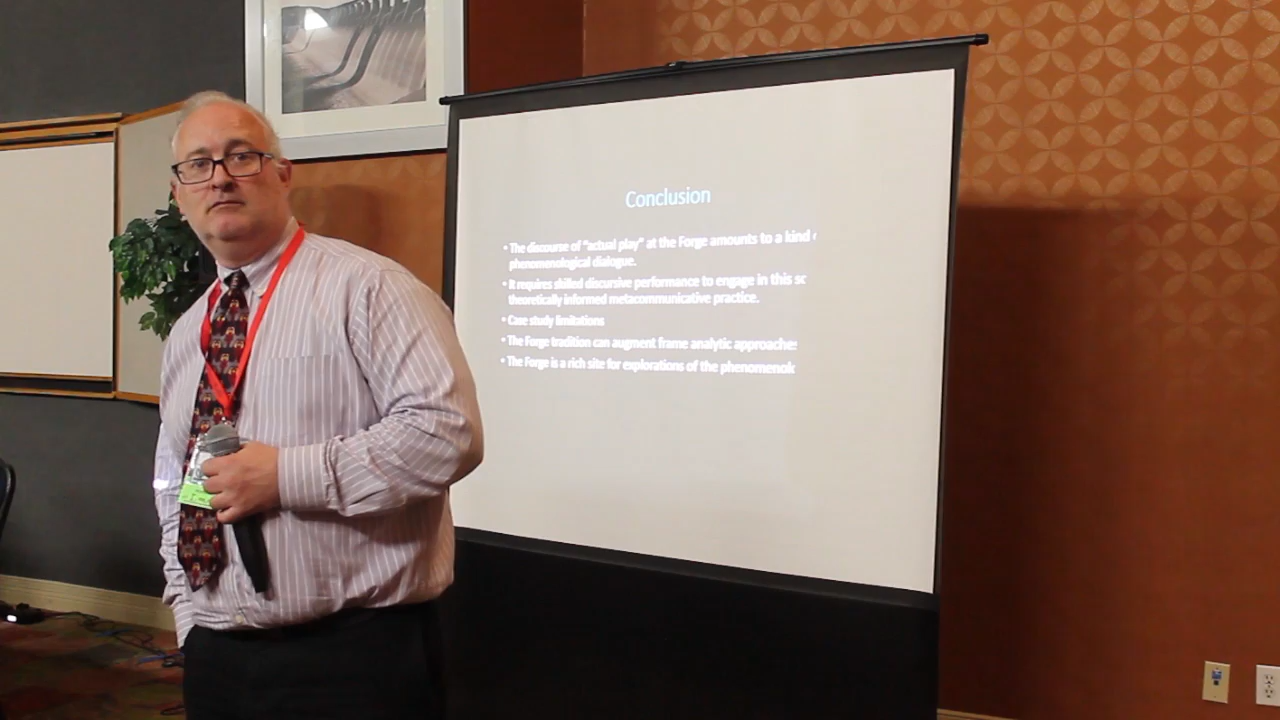 Conclusion
• The discourse of "actual play" at the Forge amounts to a kind
phenomenological dialogue.
• It requires skilled discursive performance to engage in this sc
theoretically informed metacommunicative practice.
• Case study limitations
• The Forge tradition can augment frame analytic approaches
• The Forge is a rich site for explorations of the phenomenolo